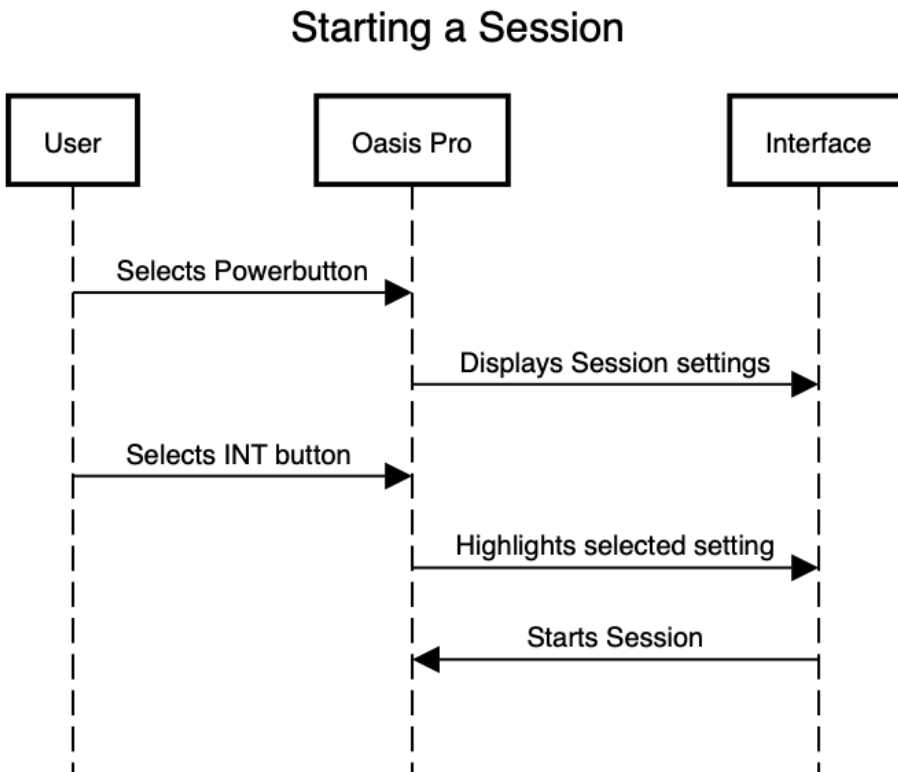 Starting a Session
User
Oasis Pro
Interface
Selects Powerbutton
Displays Session settings
Selects INT button
Highlights selected setting
Starts Session